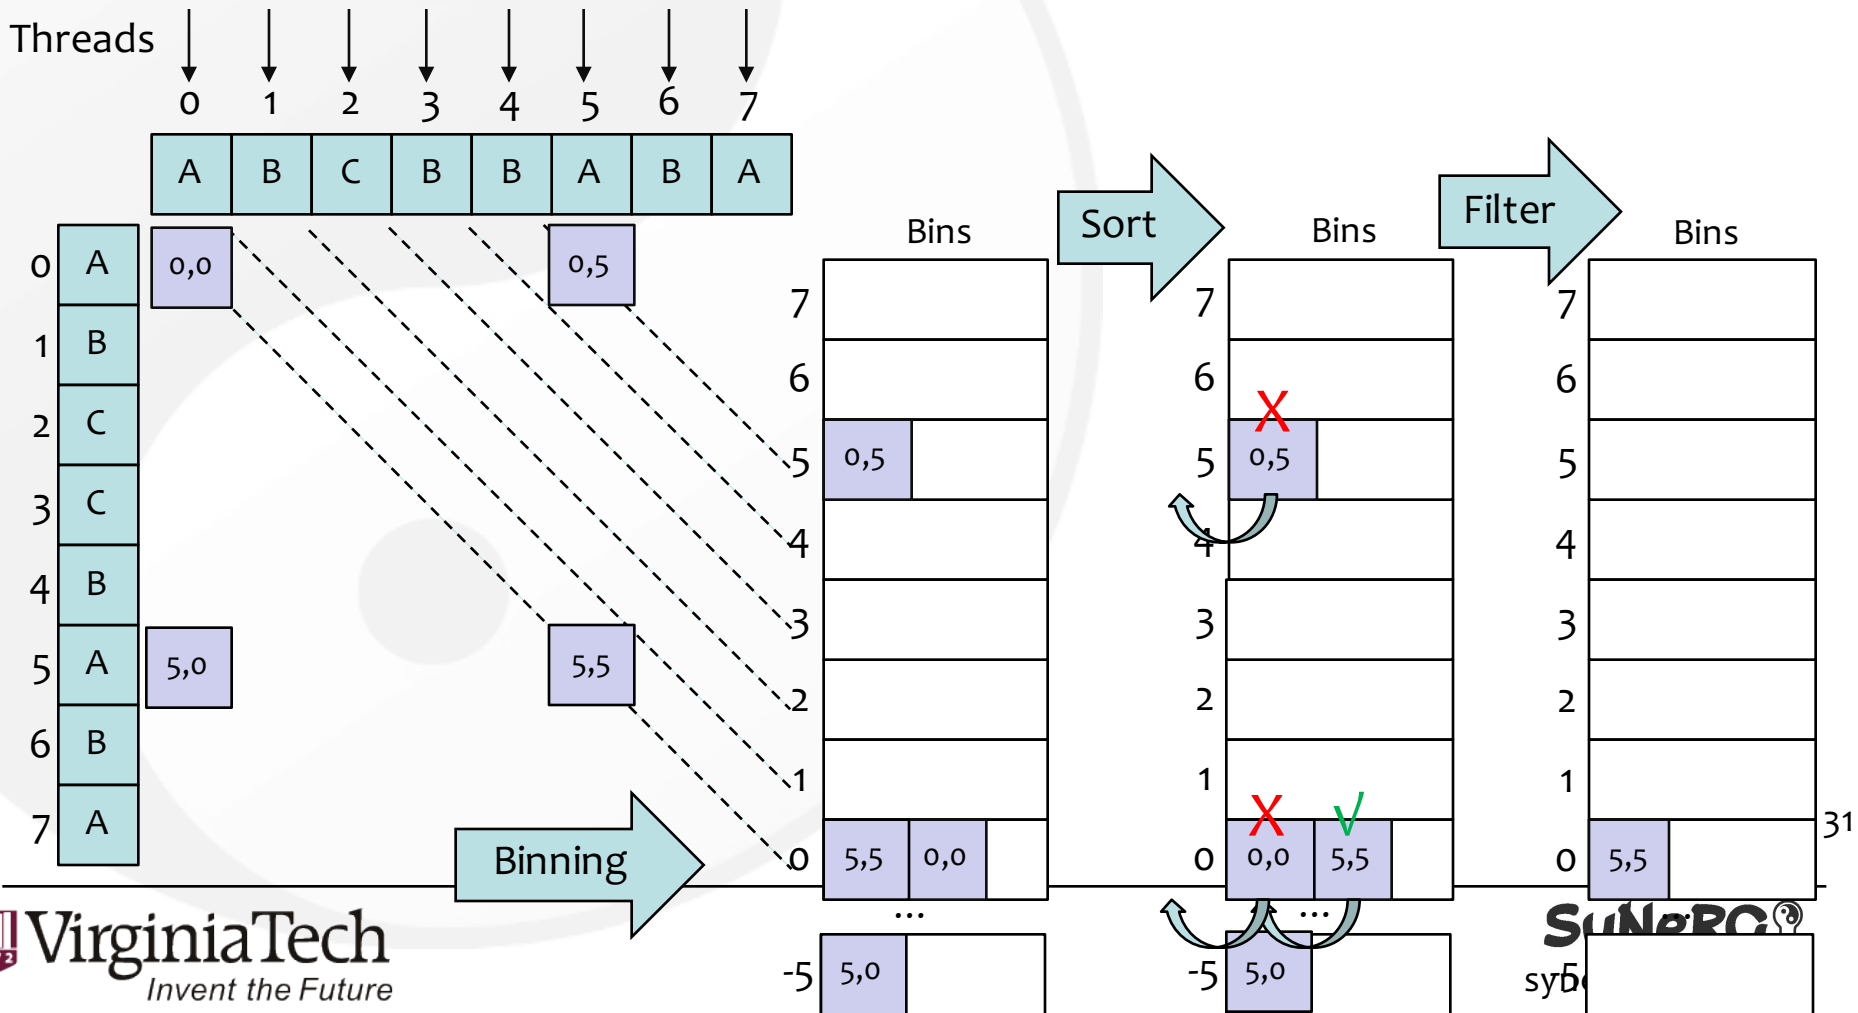 Threads
0 1 2 3 4 5 6 7
A B C B B A B A
0 A 0,0 0,5
1 B
2 C
3 C
4 B
5 A 5,0 5,5
6 B
7 A
Binning
Bins
7
6
5 0,5
4
3
2
1
0 5,5 0,0
...
-5 5,0
Sort
Bins
7
6
X
5 0,5
4
3
2
1
X √
0 0,0 5,5
...
-5 5,0
Filter
Bins
7
6
5
4
3
2
1
0 5,5
31
VirginiaTech
Invent the Future